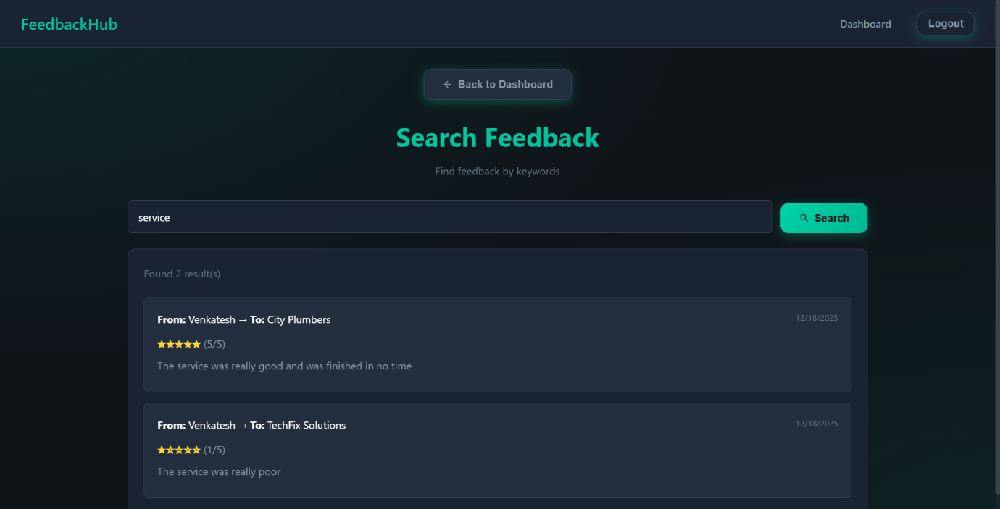 FeedbackHub
Dashboard
Logout
← Back to Dashboard
Search Feedback
Find feedback by keywords
service
Search
Found 2 result(s)
From: Venkatesh → To: City Plumbers
12/18/2025
★★★★★ (5/5)
The service was really good and was finished in no time
From: Venkatesh → To: TechFix Solutions
12/18/2025
★☆☆☆☆ (1/5)
The service was really poor